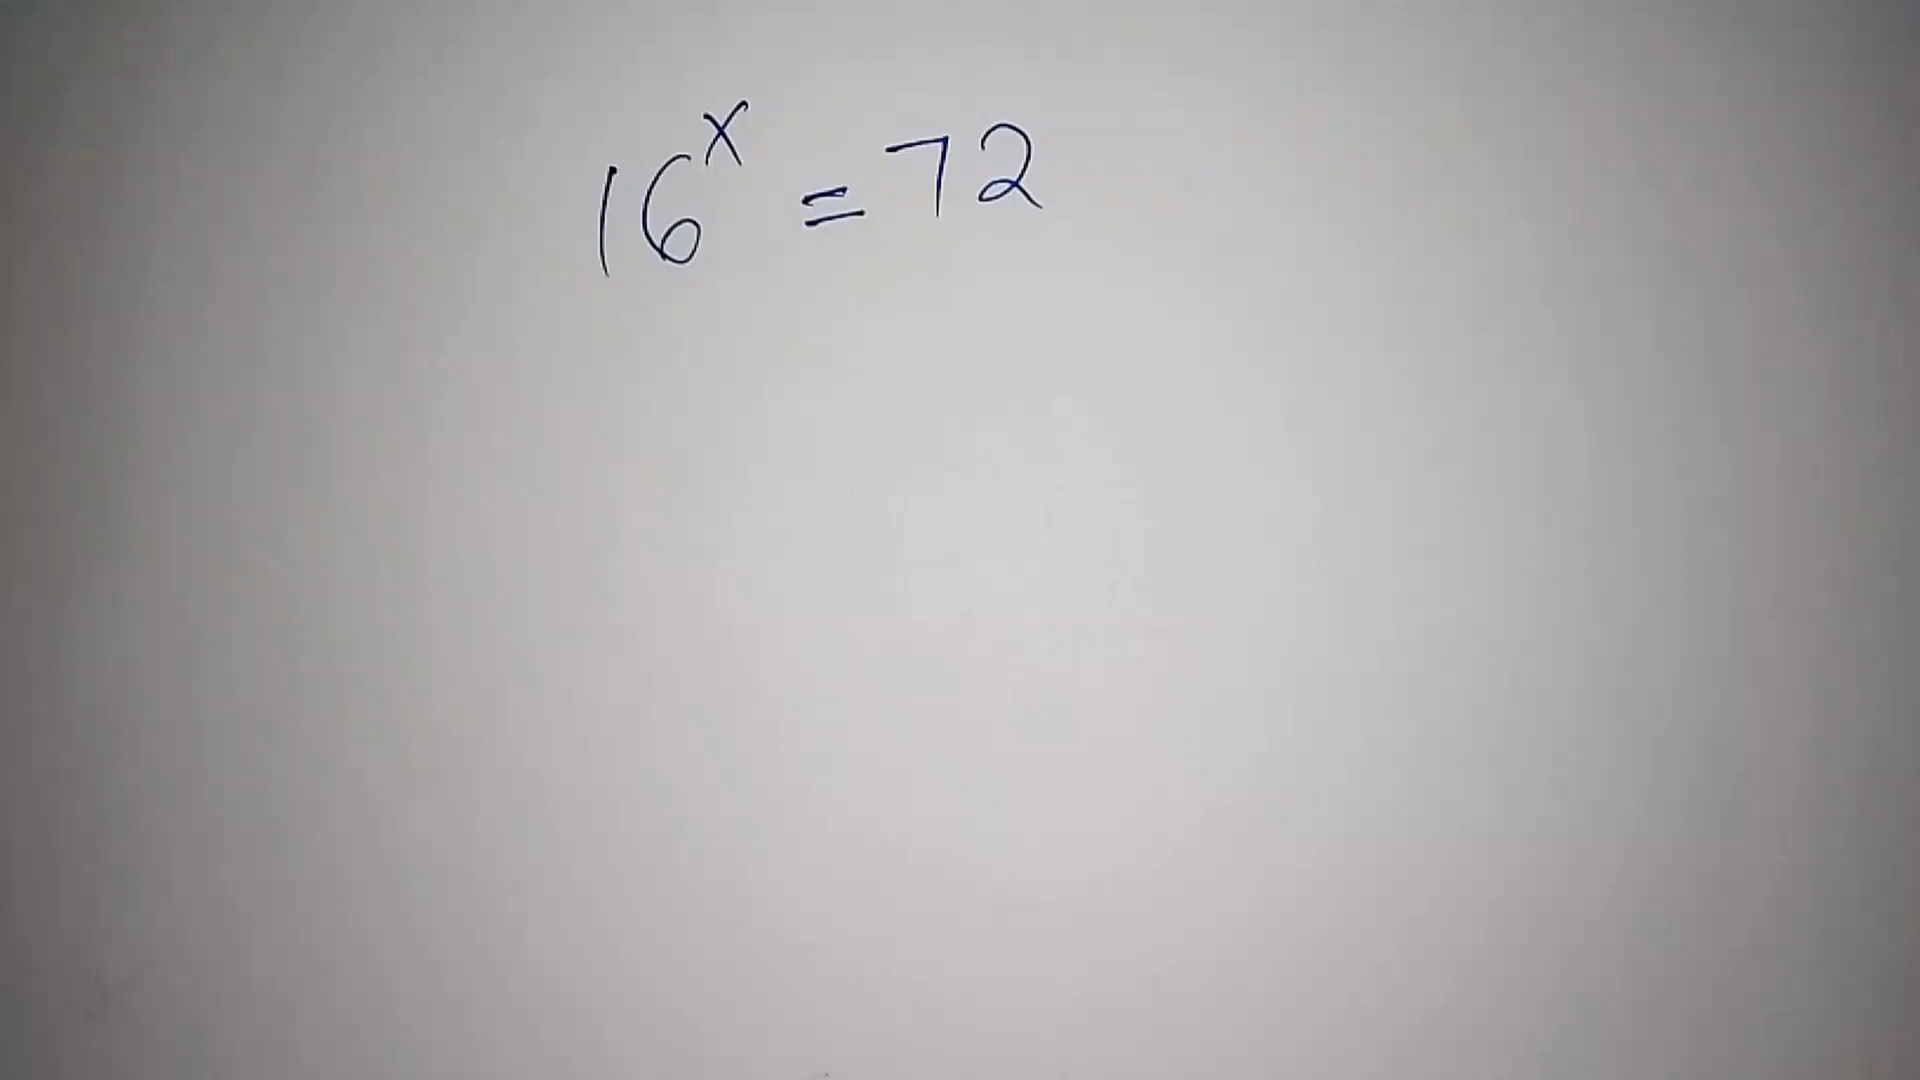 16^x = 72